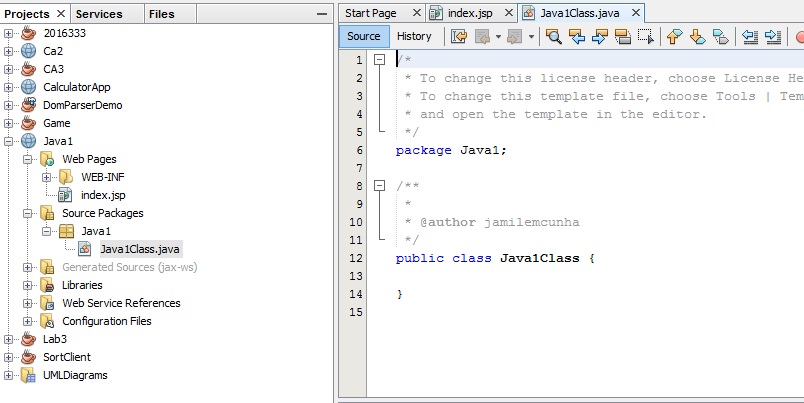 Projects
Services
Files
2016333
Ca2
CA3
CalculatorApp
DomParserDemo
Game
Java1
Web Pages
WEB-INF
index.jsp
Source Packages
Java1
Java1Class.java
Generated Sources (jax-ws)
Libraries
Web Service References
Configuration Files
Lab3
SortClient
UMLDiagrams
Start Page
index.jsp
Java1Class.java
Source
History
1 /*
2 * To change this license header, choose License He
3 * To change this template file, choose Tools | Tem
4 * and open the template in the editor.
5 */
6 package Java1;
7
8 /**
9 *
10 * @author jamilemcunha
11 */
12 public class Java1Class {
13
14 }
15